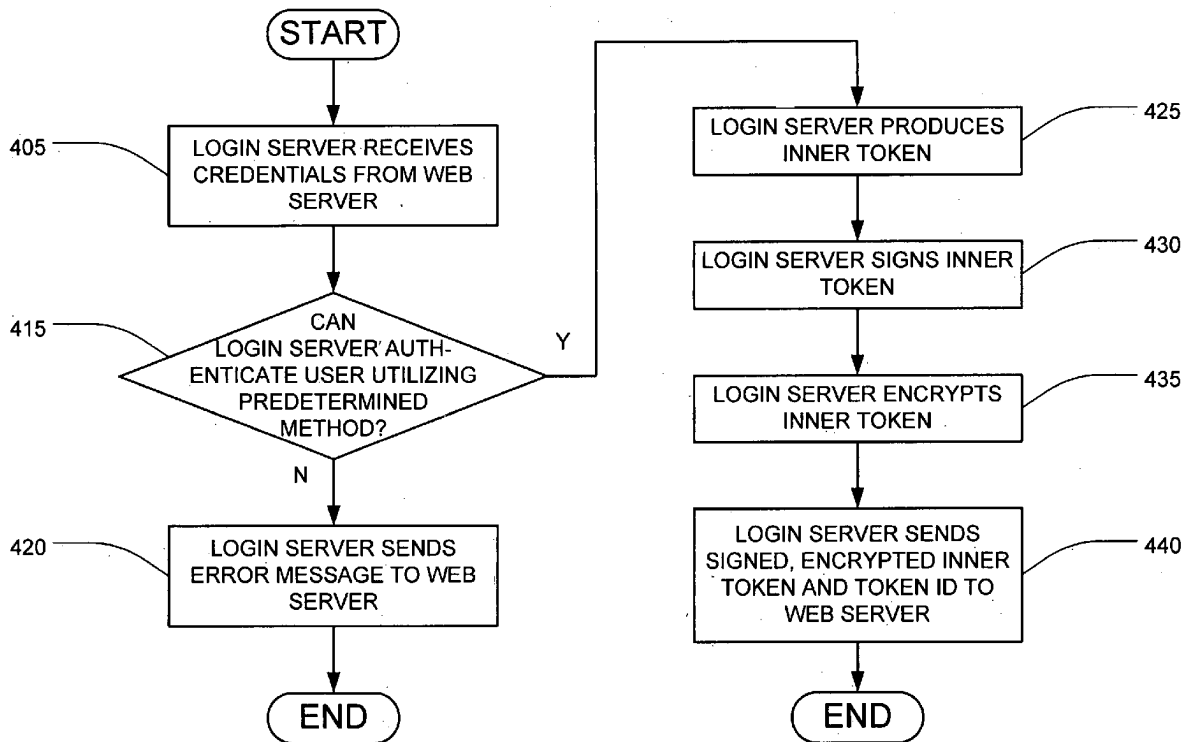 START
405
LOGIN SERVER RECEIVES
CREDENTIALS FROM WEB
SERVER
415
CAN
LOGIN SERVER AUTH-
ENTICATE USER UTILIZING
PREDETERMINED
METHOD?
Y
N
420
LOGIN SERVER SENDS
ERROR MESSAGE TO WEB
SERVER
END
LOGIN SERVER PRODUCES
INNER TOKEN
425
LOGIN SERVER SIGNS INNER
TOKEN
430
LOGIN SERVER ENCRYPTS
INNER TOKEN
435
LOGIN SERVER SENDS
SIGNED, ENCRYPTED INNER
TOKEN AND TOKEN ID TO
WEB SERVER
440
END